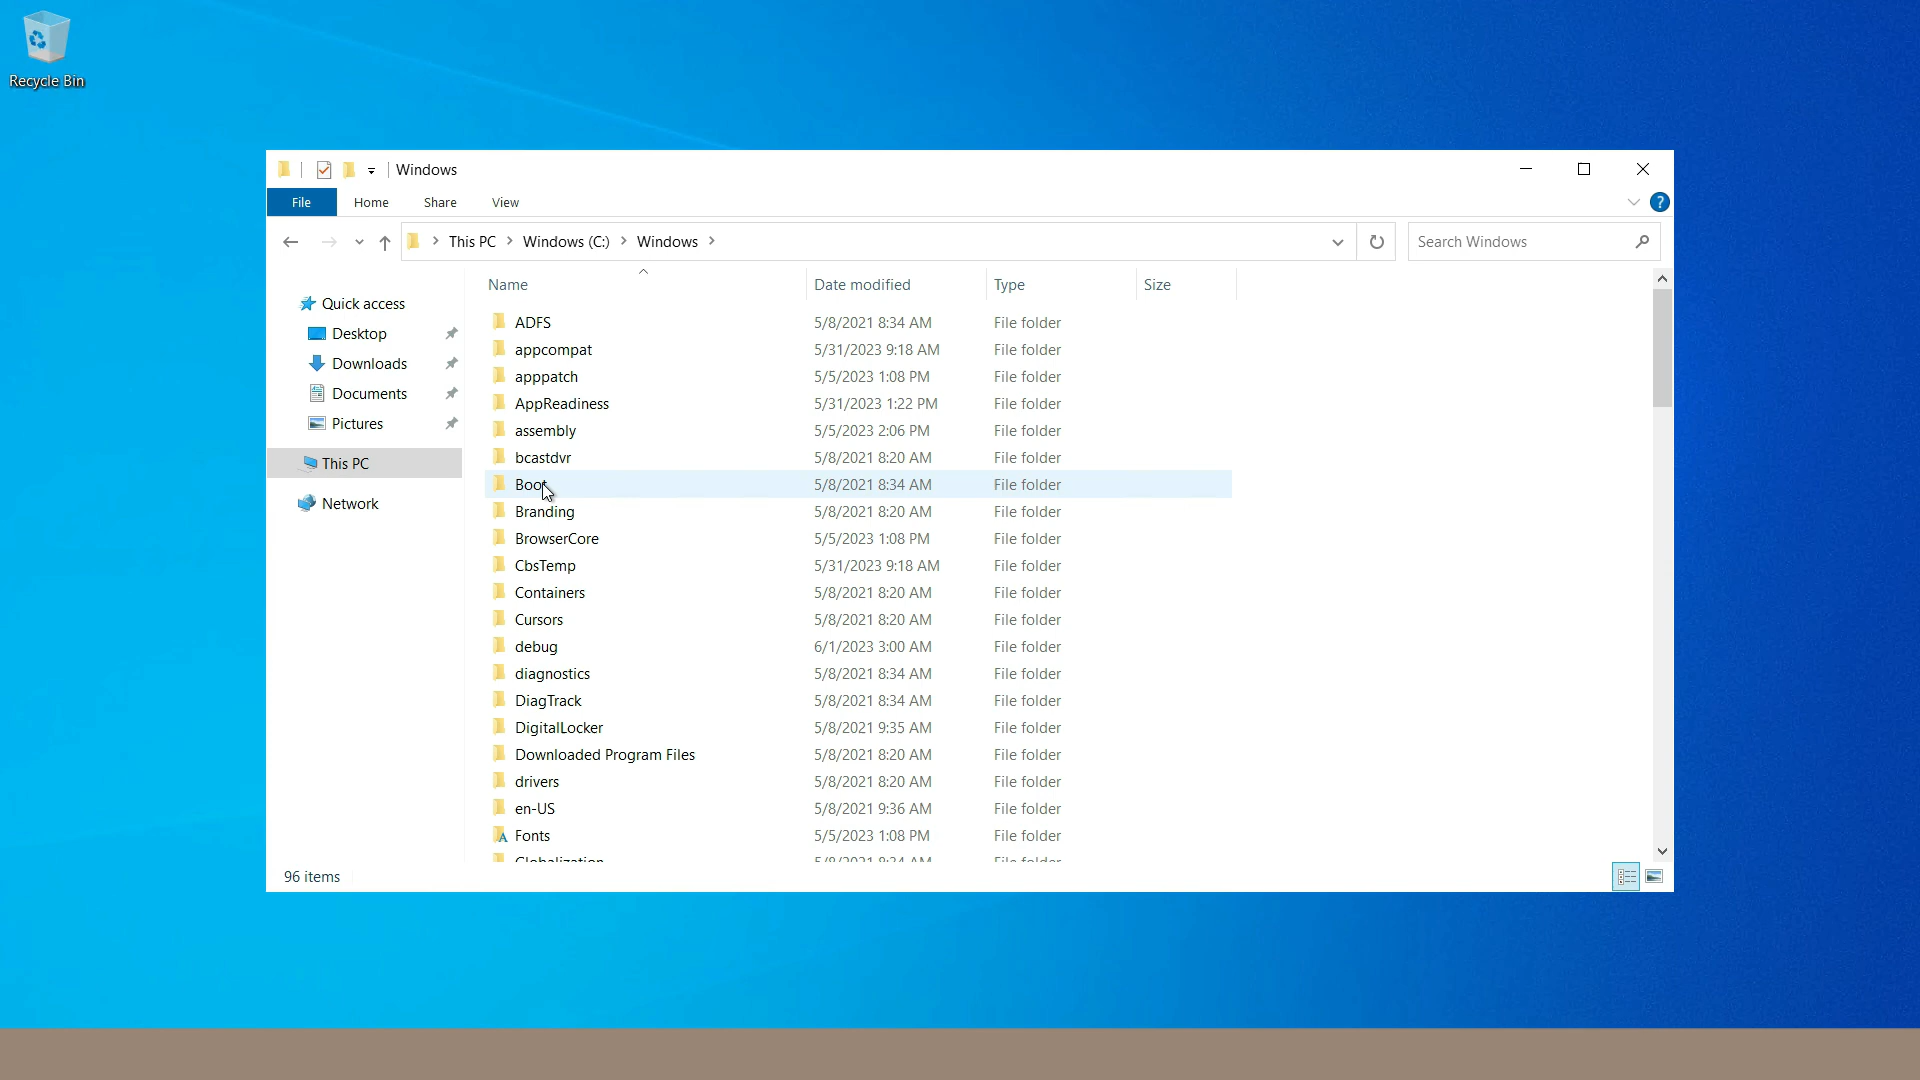 Recycle Bin
Windows
File Home Share View
This PC Windows (C:) Windows
Search Windows
Name Date modified Type Size
Quick access
Desktop
Downloads
Documents
Pictures
This PC
Network
ADFS 5/8/2021 8:34 AM File folder
appcompat 5/31/2023 9:18 AM File folder
apppatch 5/5/2023 1:08 PM File folder
AppReadiness 5/31/2023 1:22 PM File folder
assembly 5/5/2023 2:06 PM File folder
bcastdvr 5/8/2021 8:20 AM File folder
Boot 5/8/2021 8:34 AM File folder
Branding 5/8/2021 8:20 AM File folder
BrowserCore 5/5/2023 1:08 PM File folder
CbsTemp 5/31/2023 9:18 AM File folder
Containers 5/8/2021 8:20 AM File folder
Cursors 5/8/2021 8:20 AM File folder
debug 6/1/2023 3:00 AM File folder
diagnostics 5/8/2021 8:34 AM File folder
DiagTrack 5/8/2021 8:34 AM File folder
DigitalLocker 5/8/2021 9:35 AM File folder
Downloaded Program Files 5/8/2021 8:20 AM File folder
drivers 5/8/2021 8:20 AM File folder
en-US 5/8/2021 9:36 AM File folder
Fonts 5/5/2023 1:08 PM File folder
Globalization 5/8/2021 8:34 AM File folder
96 items